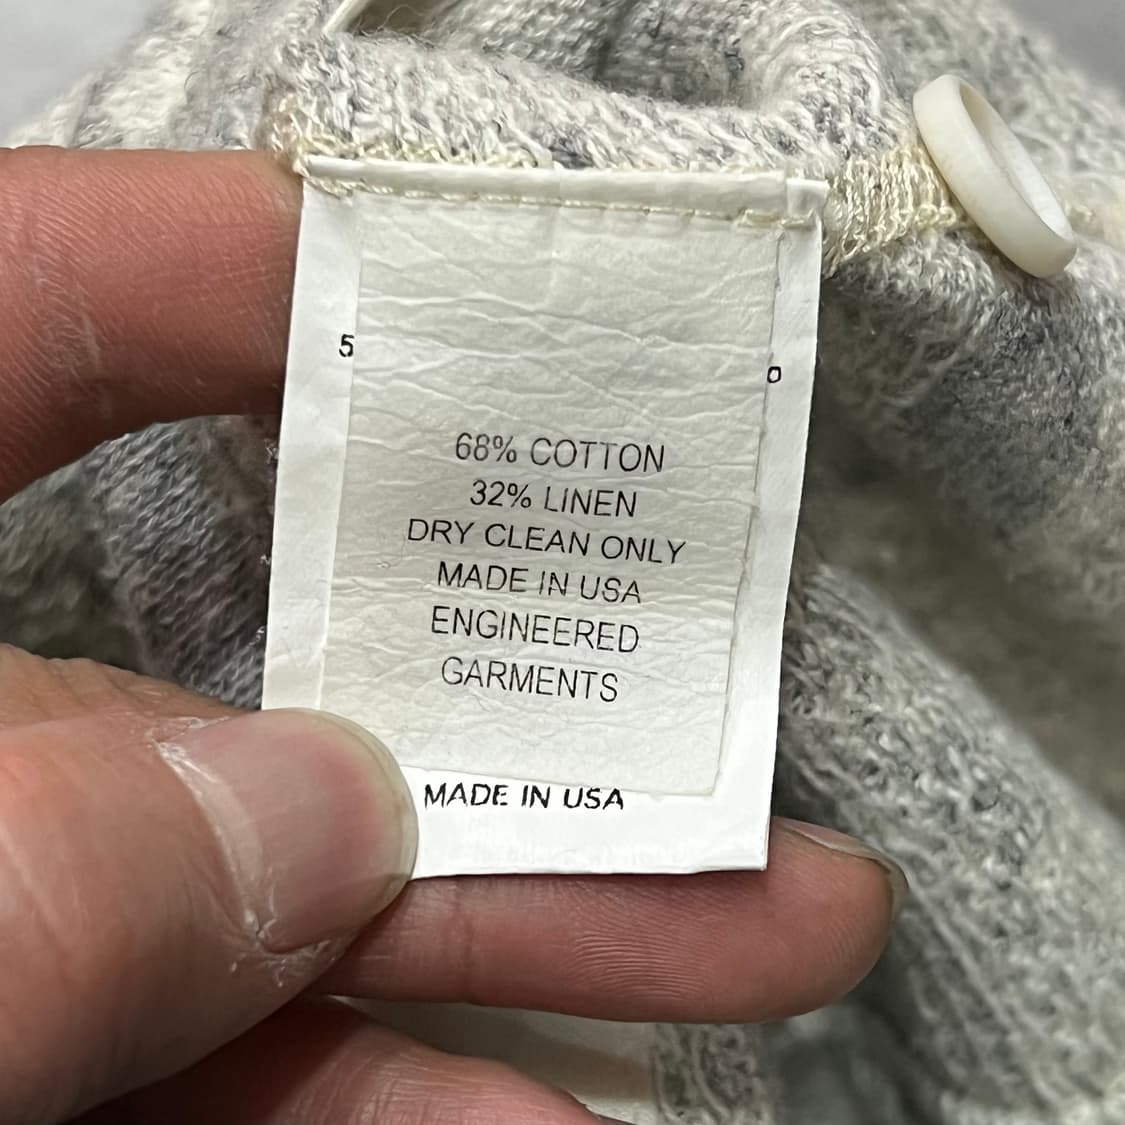 68% COTTON
32% LINEN
DRY CLEAN ONLY
MADE IN USA
ENGINEERED
GARMENTS
MADE IN USA